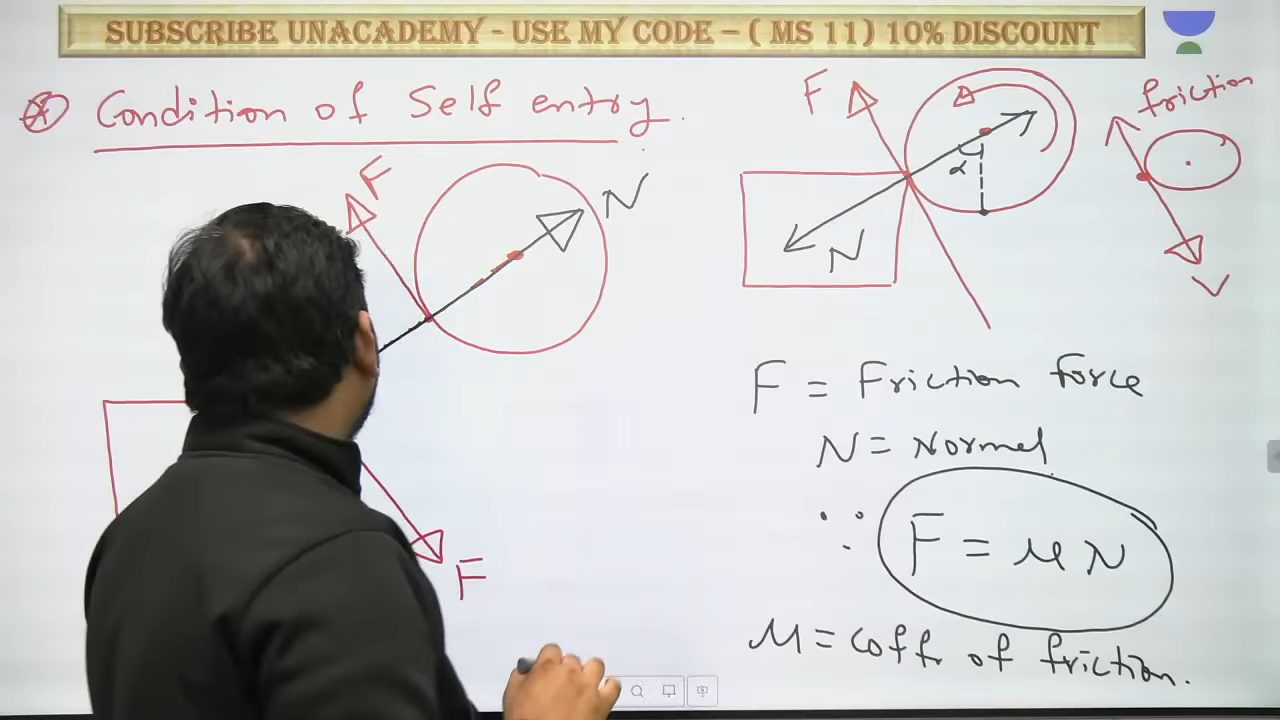 SUBSCRIBE UNACADEMY - USE MY CODE – ( MS 11) 10% DISCOUNT
Condition of Self entry.
F
N
F
F
N
α
friction
V
F = Friction force
N = Normal
∵ F = μ N
μ = coff. of friction.